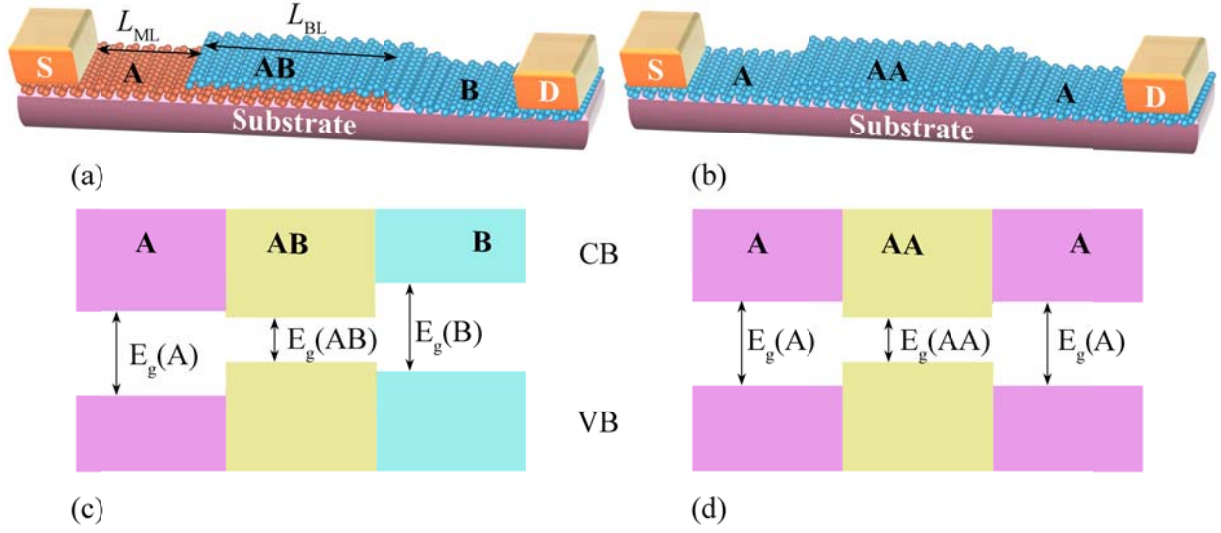 L_ML
L_BL
S
A
AB
B
D
Substrate
(a)
S
A
AA
A
D
Substrate
(b)
A
AB
B
E_g(A)
E_g(AB)
E_g(B)
(c)
CB
VB
A
AA
A
E_g(A)
E_g(AA)
E_g(A)
(d)